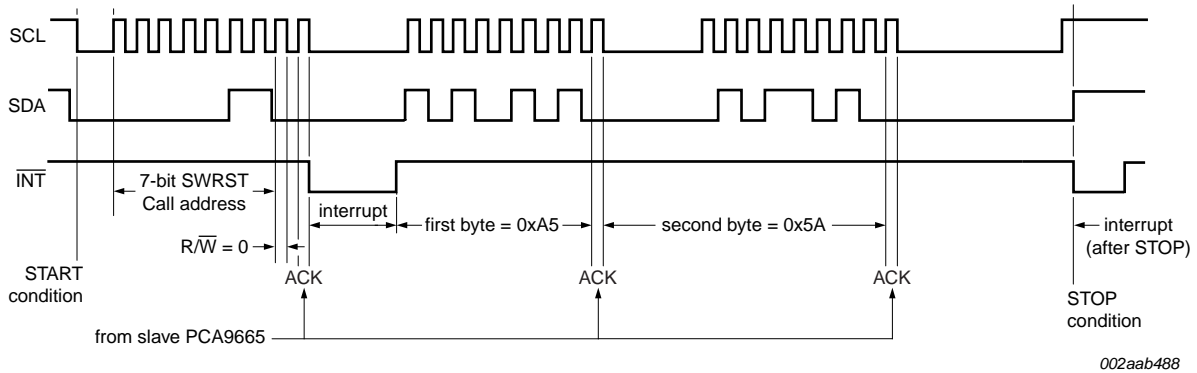 SCL
SDA
INT
7-bit SWRST
Call address
interrupt
first byte = 0xA5
second byte = 0x5A
interrupt
(after STOP)
R/W = 0
START
condition
ACK
ACK
ACK
STOP
condition
from slave PCA9665
002aab488